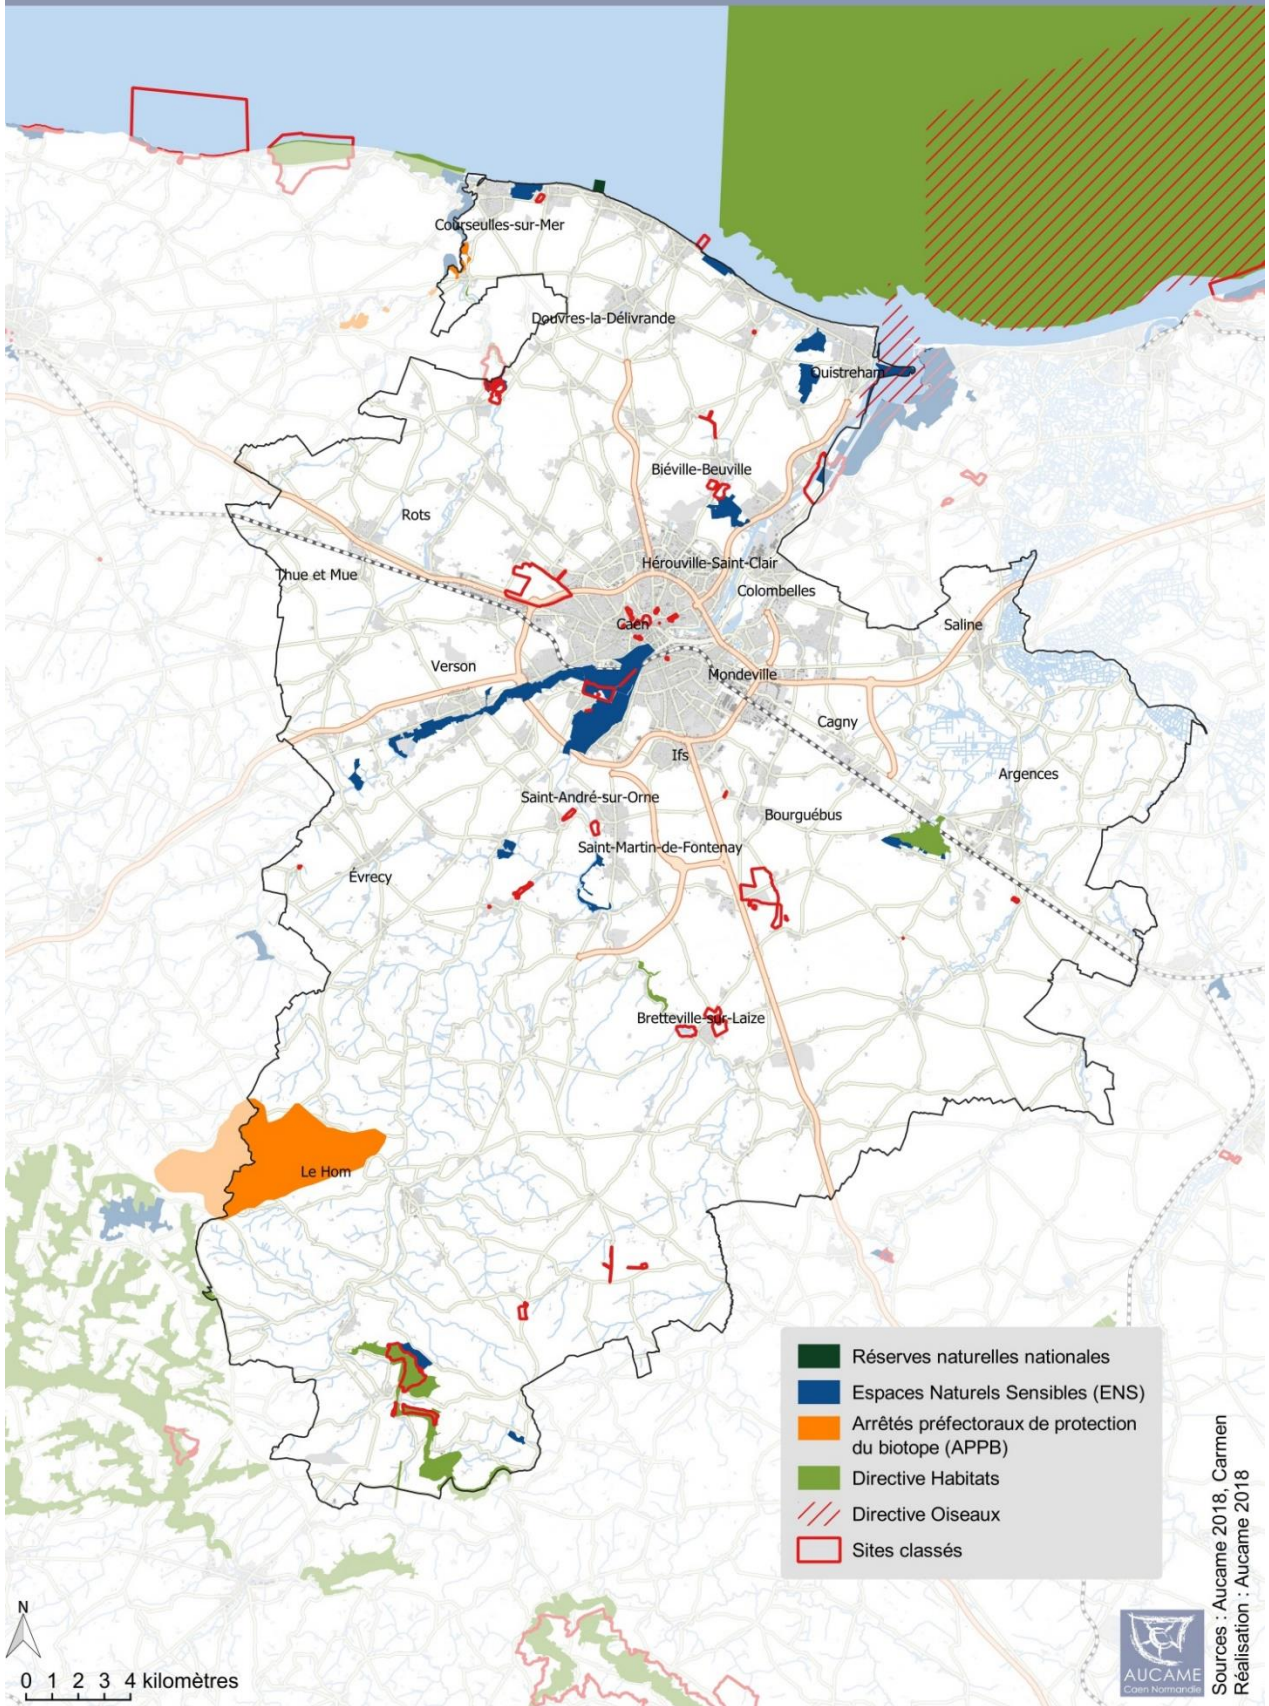 Courseulles-sur-Mer
Douvres-la-Délivrande
Ouistreham
Biéville-Beuville
Rots
Hérouville-Saint-Clair
Thue et Mue
Colombelles
Caen
Saline
Verson
Mondeville
Cagny
Ifs
Argences
Saint-André-sur-Orne
Bourguébus
Saint-Martin-de-Fontenay
Évrecy
Bretteville-sur-Laize
Le Hom
Réserves naturelles nationales
Espaces Naturels Sensibles (ENS)
Arrêtés préfectoraux de protection
du biotope (APPB)
Directive Habitats
Directive Oiseaux
Sites classés
N
0 1 2 3 4 kilomètres
AUCAME
Caen Normandie
Sources : Aucame 2018, Carmen
Réalisation : Aucame 2018